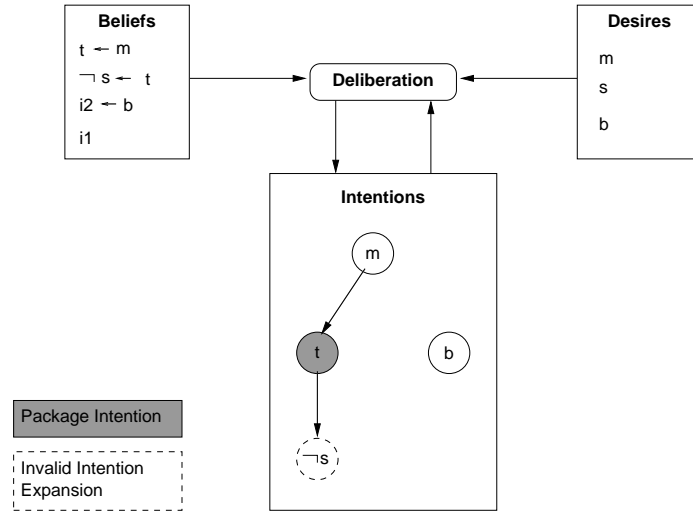 Beliefs
t ← m
¬ s ← t
i2 ← b
i1
Deliberation
Desires
m
s
b
Intentions
m
t
b
¬s
Package Intention
Invalid Intention
Expansion